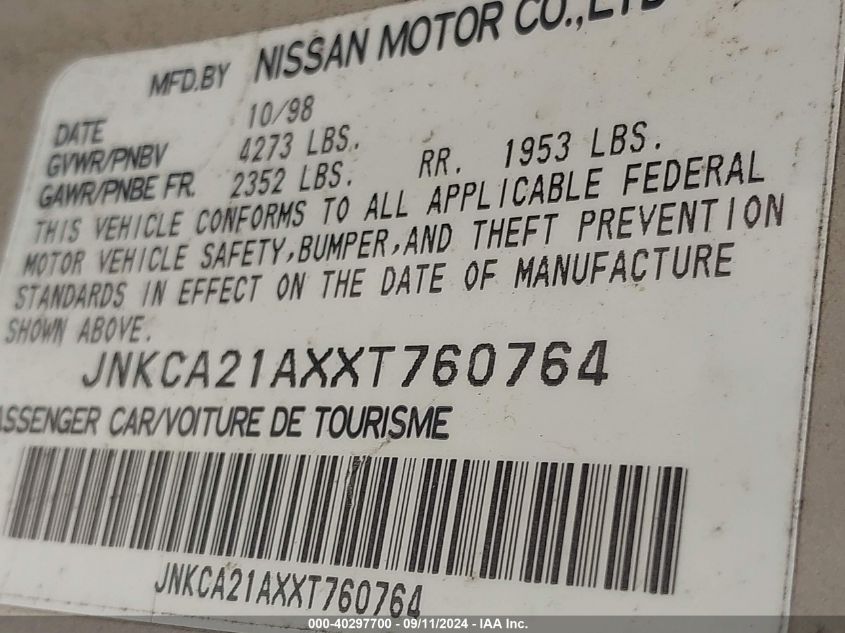 MFD.BY NISSAN MOTOR CO.,LTD
DATE 10/98
GVWR/PNBV 4273 LBS.
GAWR/PNBE FR. 2352 LBS. RR. 1953 LBS.
THIS VEHICLE CONFORMS TO ALL APPLICABLE FEDERAL
MOTOR VEHICLE SAFETY,BUMPER,AND THEFT PREVENTION
STANDARDS IN EFFECT ON THE DATE OF MANUFACTURE
SHOWN ABOVE.
JNKCA21AXXT760764
ASSENGER CAR/VOITURE DE TOURISME
JNKCA21AXXT760764
000-40297700 - 09/11/2024 - IAA Inc.